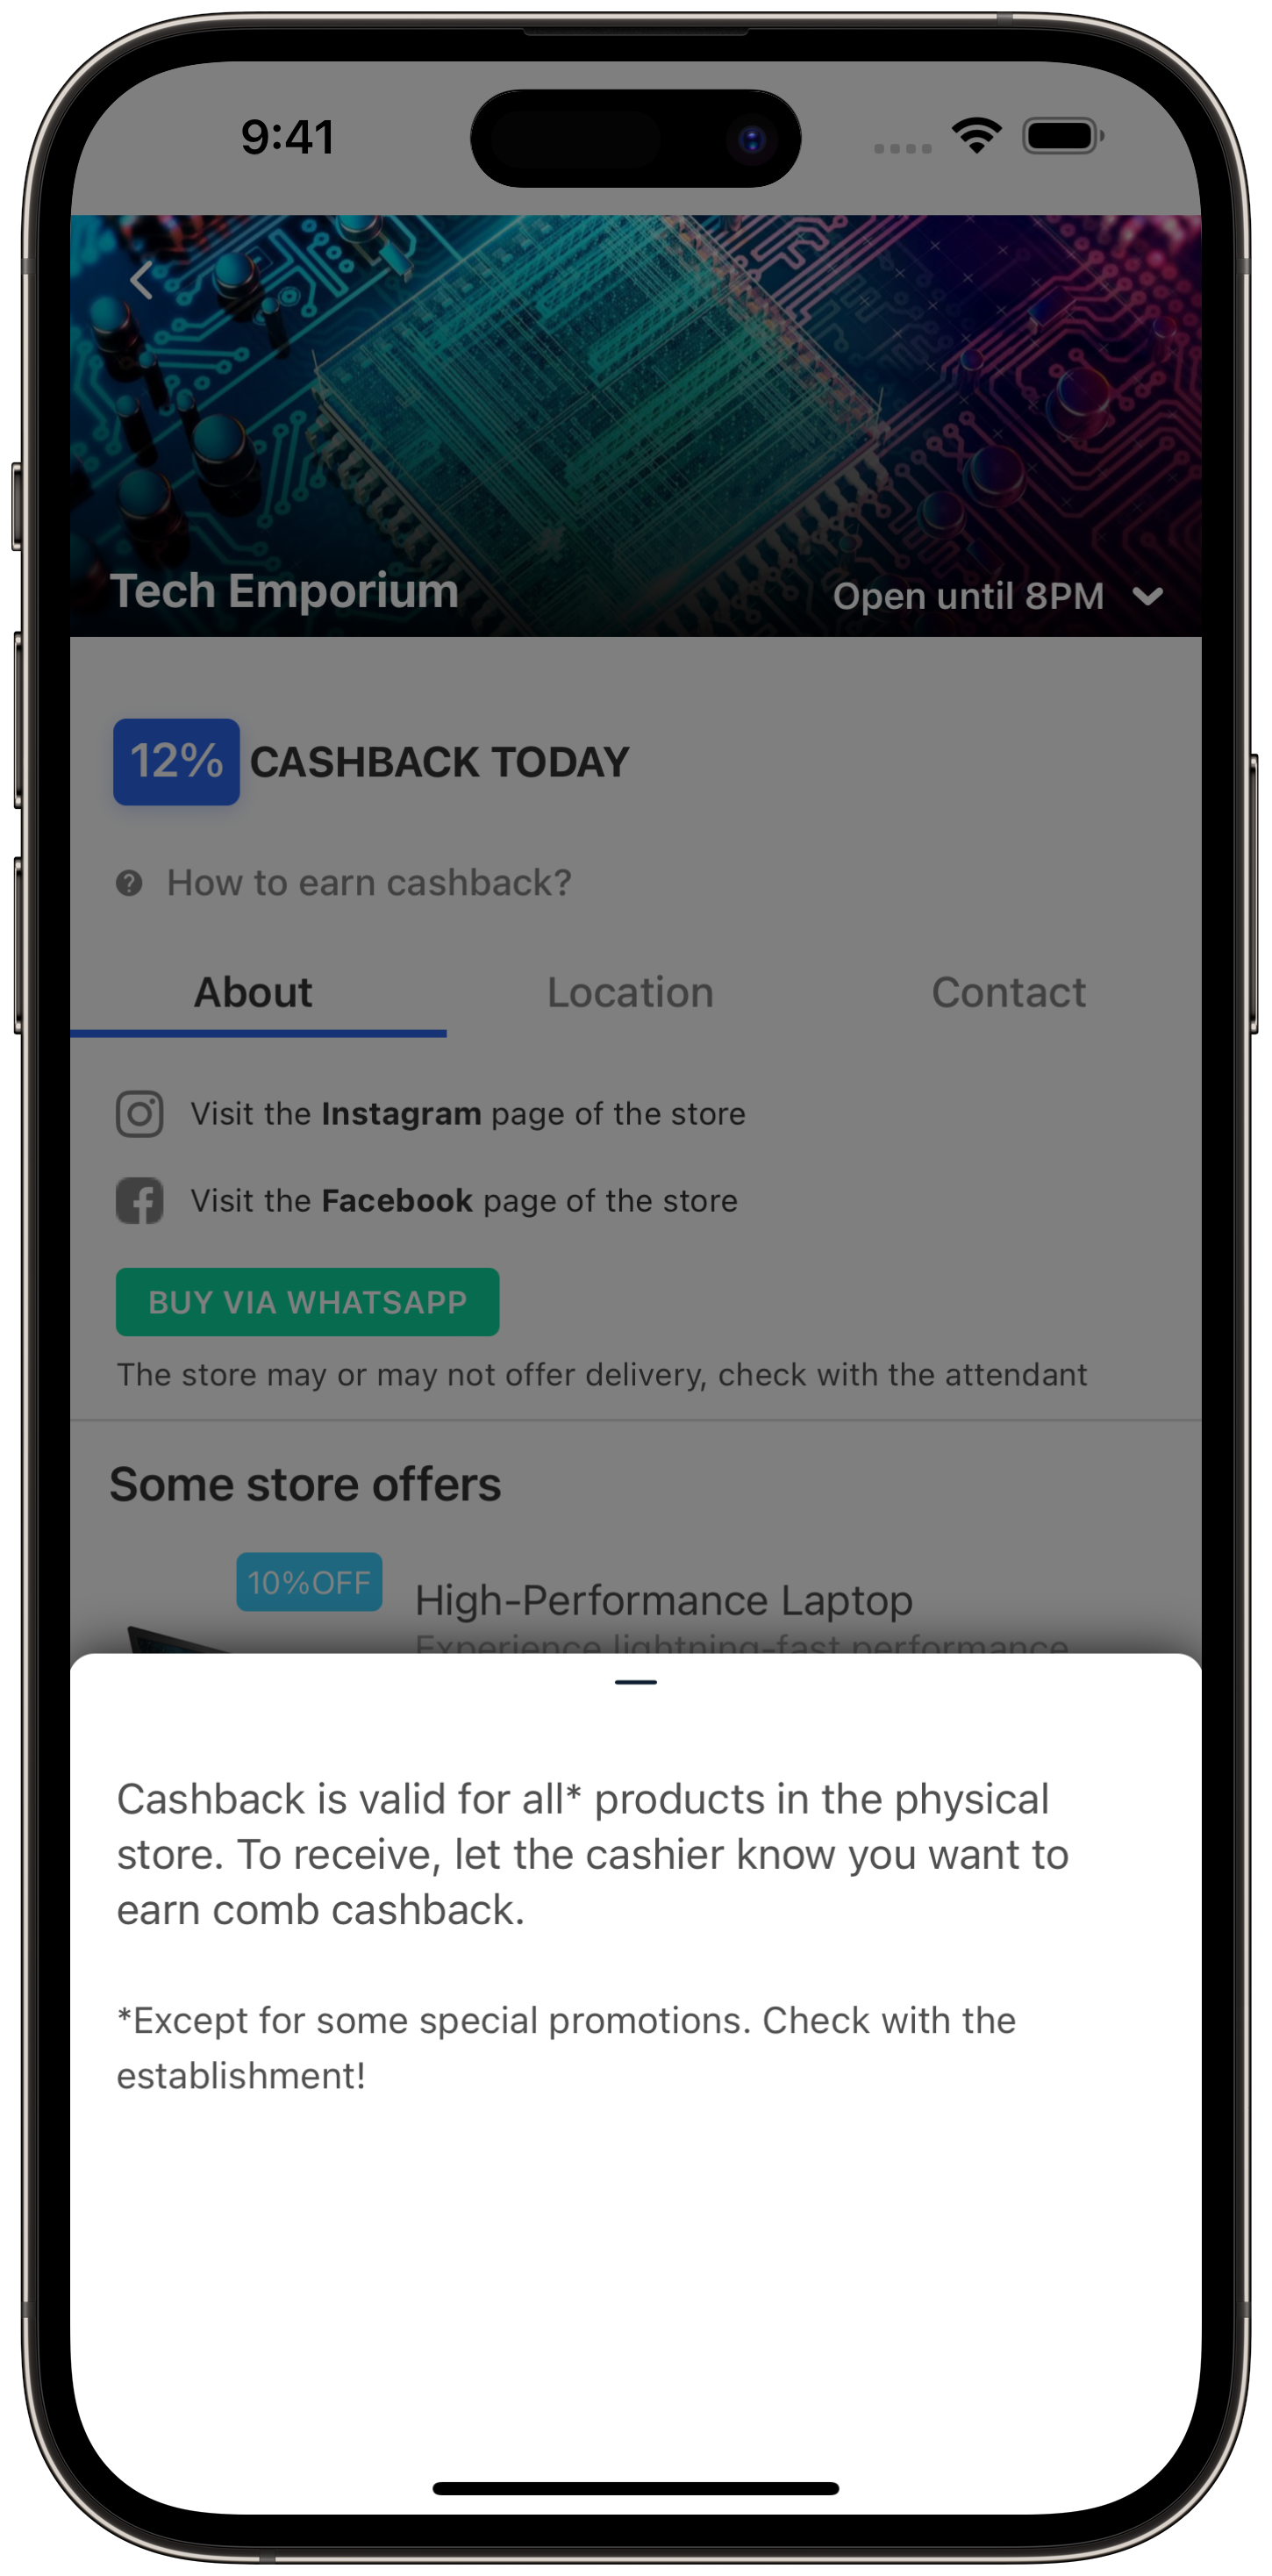 9:41
Tech Emporium
Open until 8PM
12% CASHBACK TODAY
How to earn cashback?
About Location Contact
Visit the Instagram page of the store
Visit the Facebook page of the store
BUY VIA WHATSAPP
The store may or may not offer delivery, check with the attendant
Some store offers
10%OFF
High-Performance Laptop
Experience lightning-fast performance
Cashback is valid for all* products in the physical
store. To receive, let the cashier know you want to
earn comb cashback.
*Except for some special promotions. Check with the
establishment!